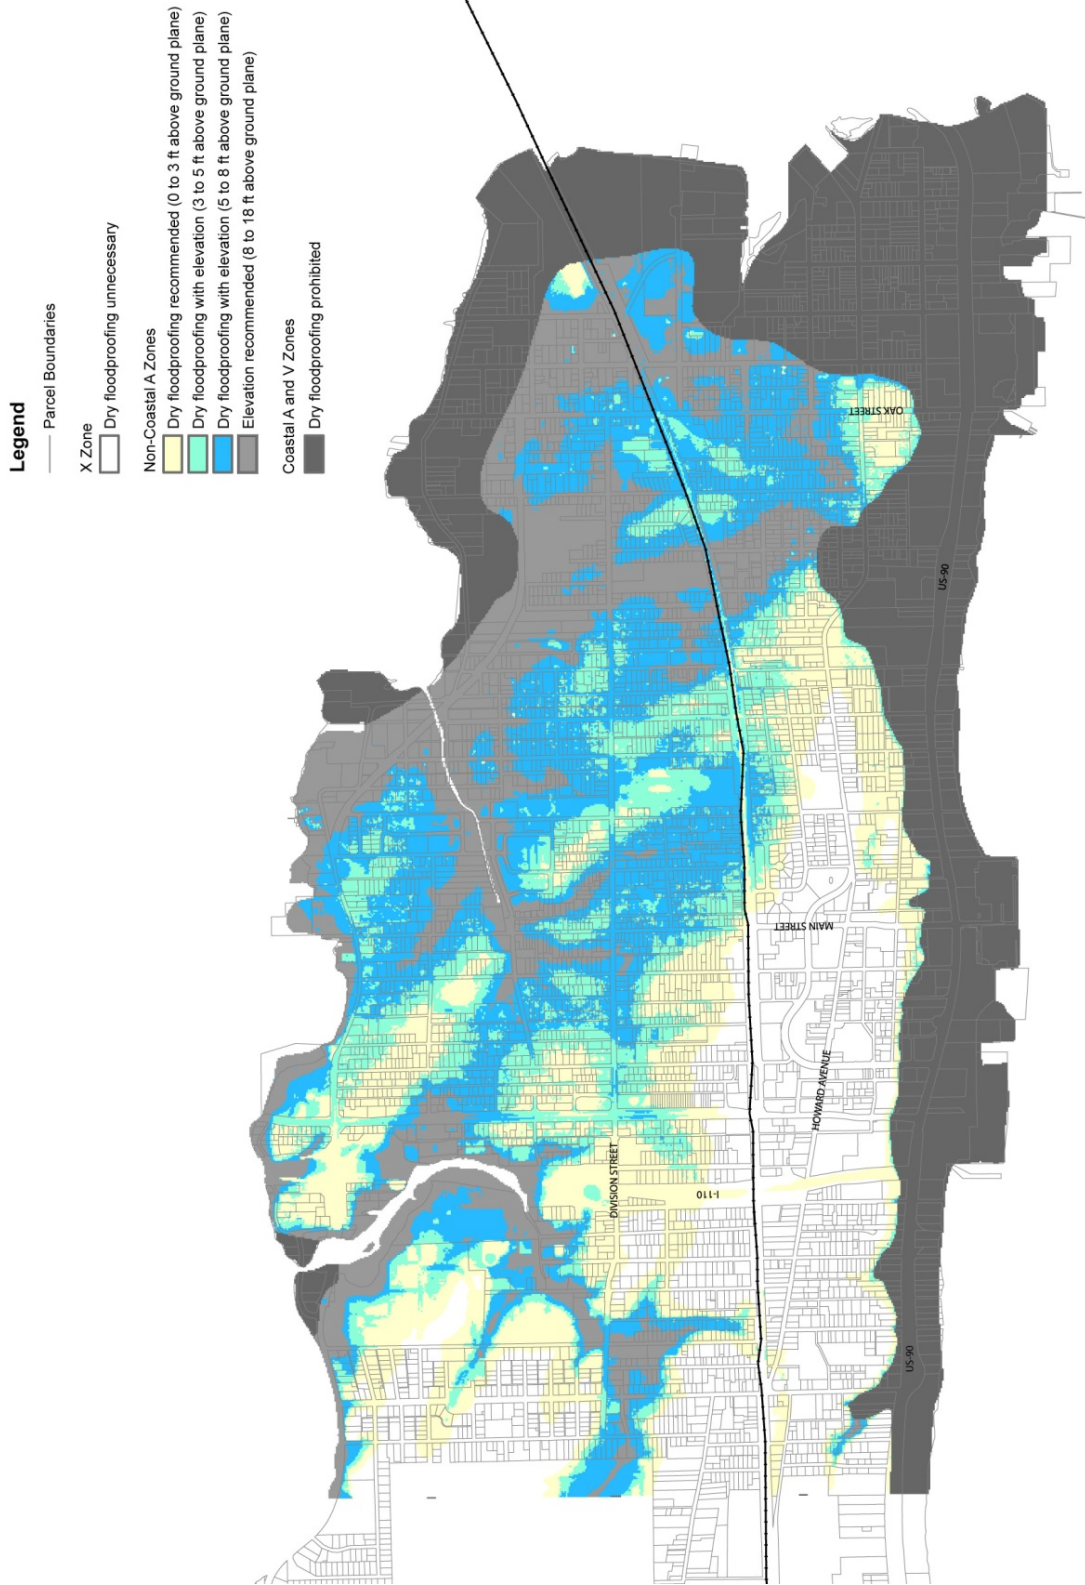 Legend
Parcel Boundaries
X Zone
Dry floodproofing unnecessary
Non-Coastal A Zones
Dry floodproofing recommended (0 to 3 ft above ground plane)
Dry floodproofing with elevation (3 to 5 ft above ground plane)
Dry floodproofing with elevation (5 to 8 ft above ground plane)
Elevation recommended (8 to 18 ft above ground plane)
Coastal A and V Zones
Dry floodproofing prohibited
OAK STREET
US-90
MAIN STREET
HOWARD AVENUE
DIVISION STREET
I-110
US-90